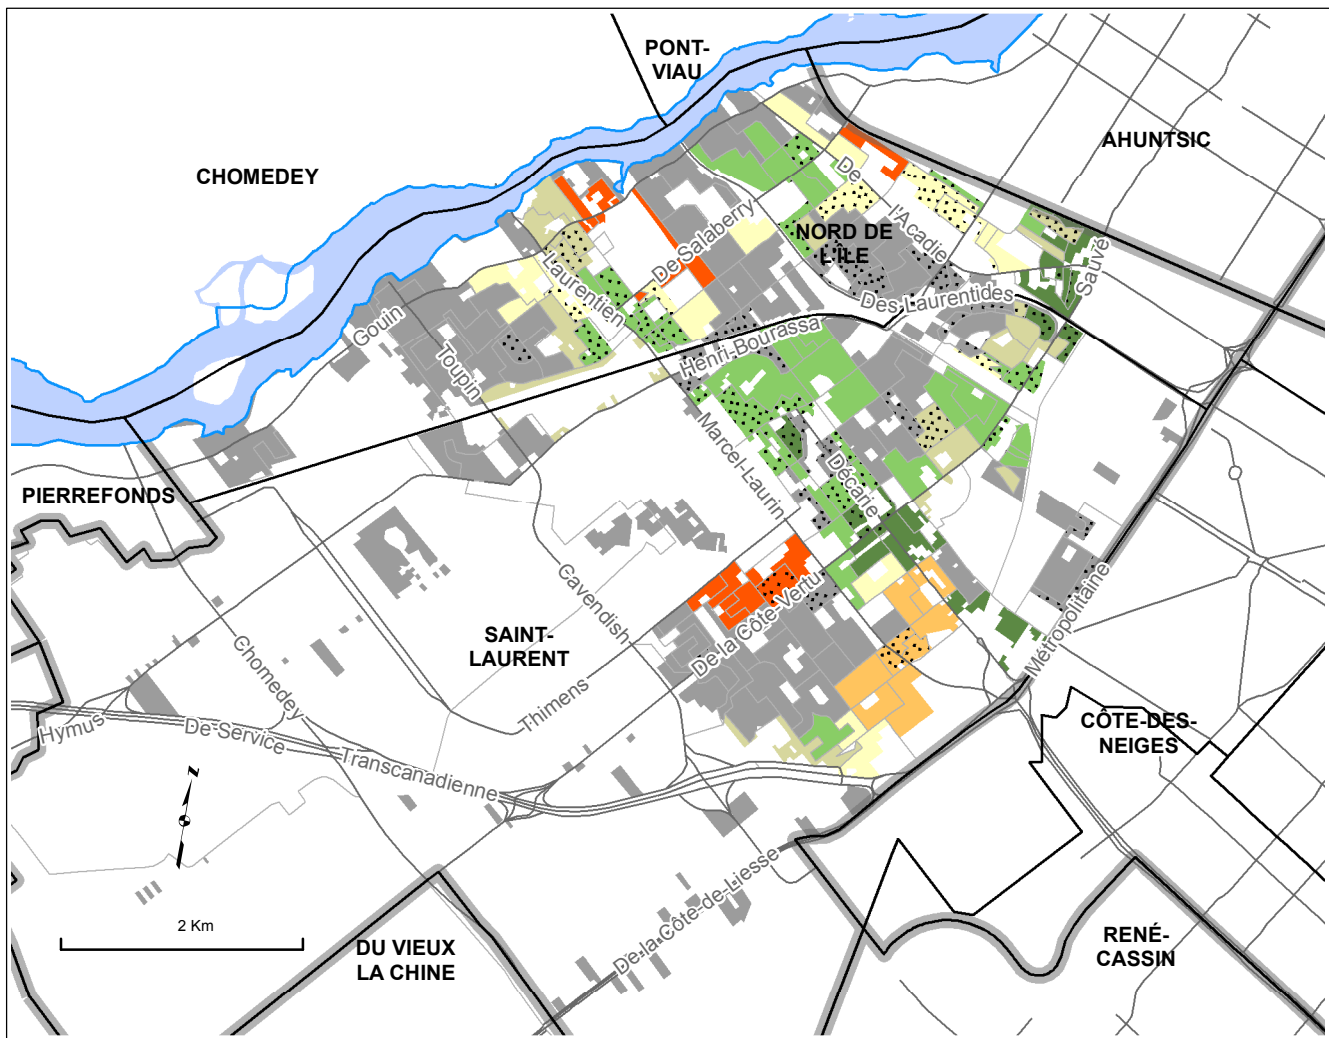 PONT-
VIAU
AHUNTSIC
CHOMEDEY
De
l'Acadie
De Salaberry
NORD DE
L'ÎLE
Sauvé
Laurentien
Des Laurentides
Gouin
Henri-Bourassa
Toupin
Marcel-Laurin
Décarie
PIERREFONDS
Cavendish
De la Côte-Vertu
Métropolitaine
SAINT-
LAURENT
Chomedey
Thimens
Hymus
De Service
Transcanadienne
CÔTE-DES-
NEIGES
N
2 Km
De la Côte-de-Liesse
DU VIEUX
LA CHINE
RENÉ-
CASSIN